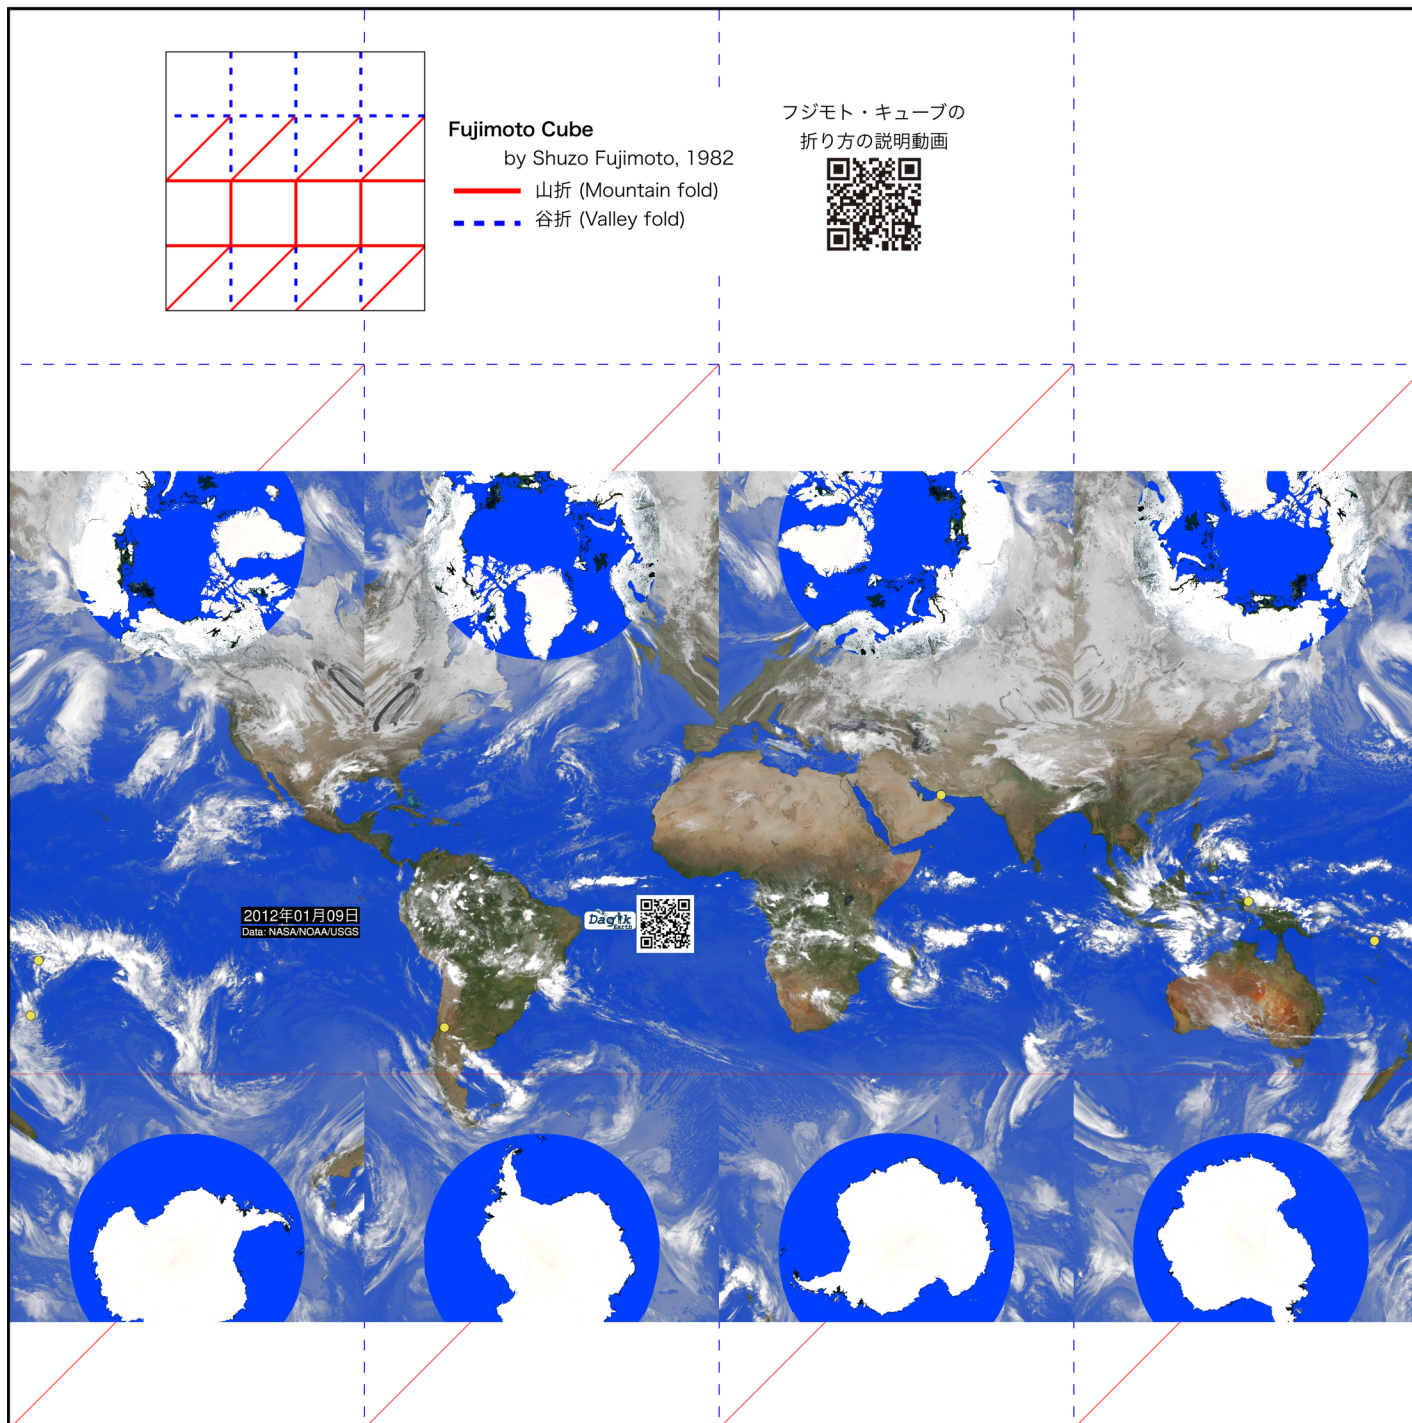 Fujimoto Cube
by Shuzo Fujimoto, 1982
山折 (Mountain fold)
谷折 (Valley fold)
フジモト・キューブの
折り方の説明動画
2012年01月09日
Data: NASA/NOAA/USGS
Dagik
Earth